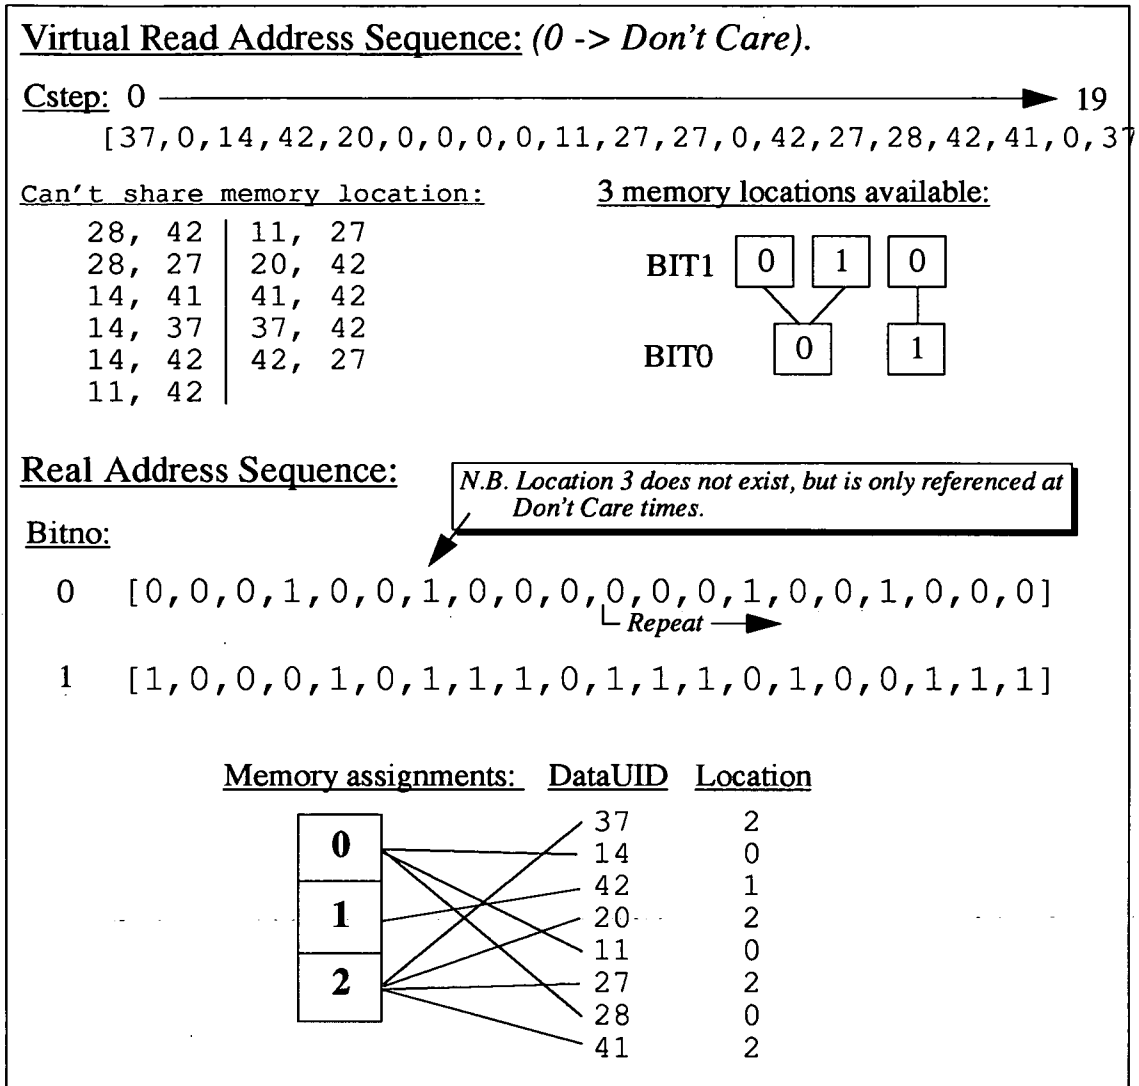 Virtual Read Address Sequence: (0 -> Don't Care).
Cstep: 0 19
[37,0,14,42,20,0,0,0,0,11,27,27,0,42,27,28,42,41,0,37
Can't share memory location:
28, 42 | 11, 27
28, 27 | 20, 42
14, 41 | 41, 42
14, 37 | 37, 42
14, 42 | 42, 27
11, 42 |
3 memory locations available:
BIT1 0 1 0
BIT0 0 1
Real Address Sequence:
N.B. Location 3 does not exist, but is only referenced at
Don't Care times.
Bitno:
0 [0,0,0,1,0,0,1,0,0,0,0,0,0,1,0,0,1,0,0,0]
Repeat
1 [1,0,0,0,1,0,1,1,1,0,1,1,1,0,1,0,0,1,1,1]
Memory assignments: DataUID Location
0
1
2
37 2
14 0
42 1
20 2
11 0
27 2
28 0
41 2